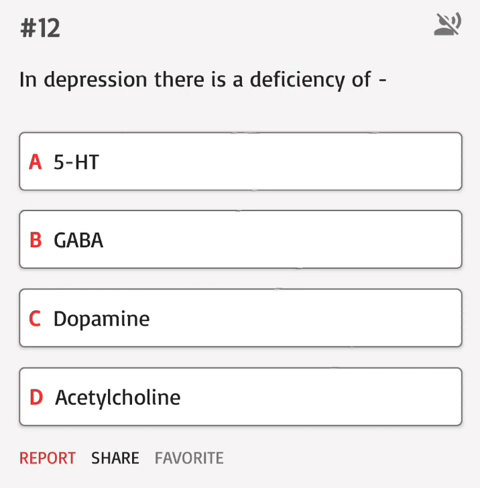 #12
In depression there is a deficiency of -
A 5-HT
B GABA
C Dopamine
D Acetylcholine
REPORT SHARE FAVORITE